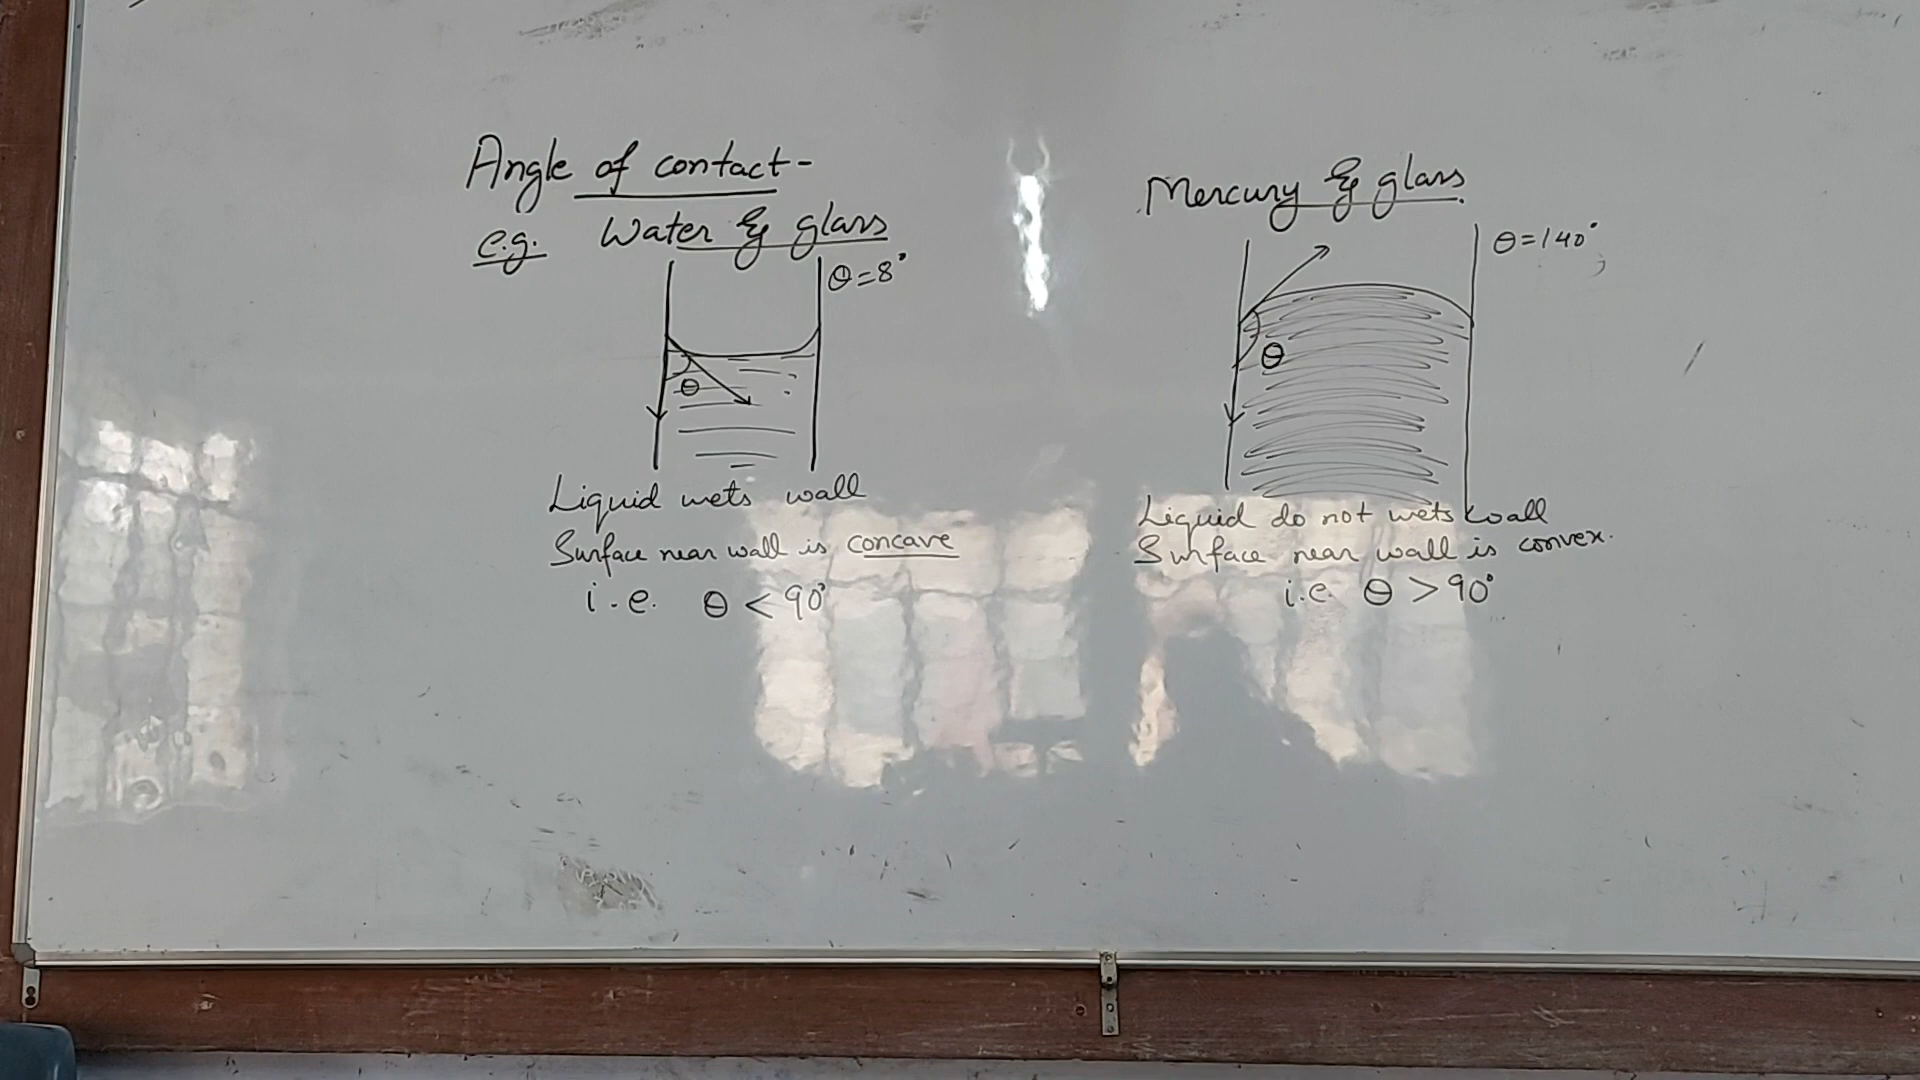 Angle of contact-
e.g. Water & glass
θ=8°
θ
Liquid wets wall
Surface near wall is concave
i.e. θ < 90°
Mercury & glass
θ=140°
θ
Liquid do not wets wall
Surface near wall is convex.
i.e. θ > 90°